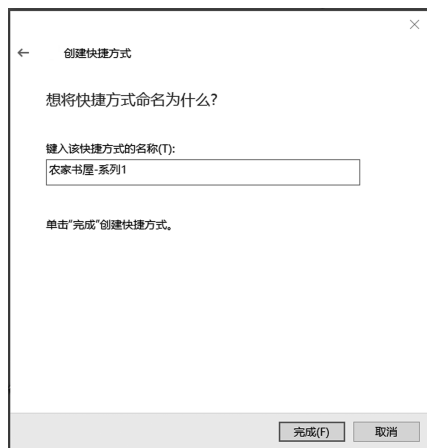 创建快捷方式
想将快捷方式命名为什么?
键入该快捷方式的名称(T):
农家书屋-系列1
单击"完成"创建快捷方式。
完成(F)
取消